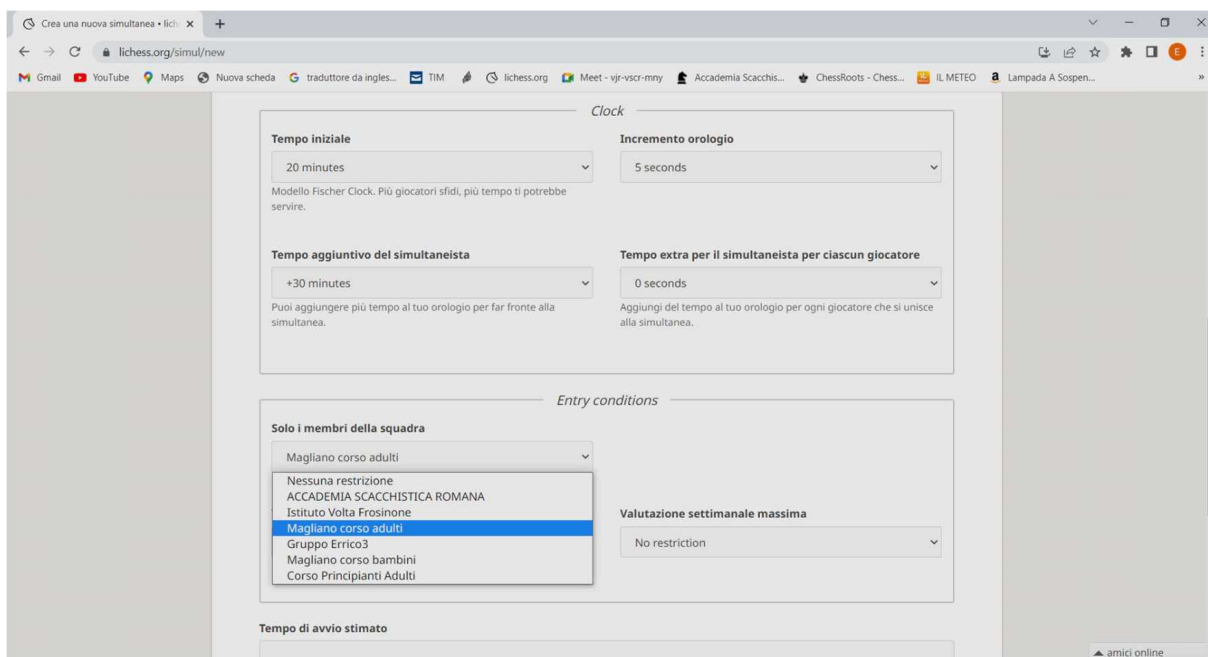 Crea una nuova simultanea • lich
lichess.org/simul/new
Gmail YouTube Maps Nuova scheda traduttore da ingles... TIM lichess.org Meet - vjr-vscr-mny Accademia Scacchis... ChessRoots - Chess... IL METEO Lampada A Sospen... »
Clock
Tempo iniziale Incremento orologio
20 minutes 5 seconds
Modello Fischer Clock. Più giocatori sfidi, più tempo ti potrebbe
servire.
Tempo aggiuntivo del simultaneista Tempo extra per il simultaneista per ciascun giocatore
+30 minutes 0 seconds
Puoi aggiungere più tempo al tuo orologio per far fronte alla Aggiungi del tempo al tuo orologio per ogni giocatore che si unisce
simultanea. alla simultanea.
Entry conditions
Solo i membri della squadra
Magliano corso adulti
Nessuna restrizione
ACCADEMIA SCACCHISTICA ROMANA
Istituto Volta Frosinone
Magliano corso adulti
Gruppo Errico3
Magliano corso bambini
Corso Principianti Adulti
Valutazione settimanale massima
No restriction
Tempo di avvio stimato
amici online